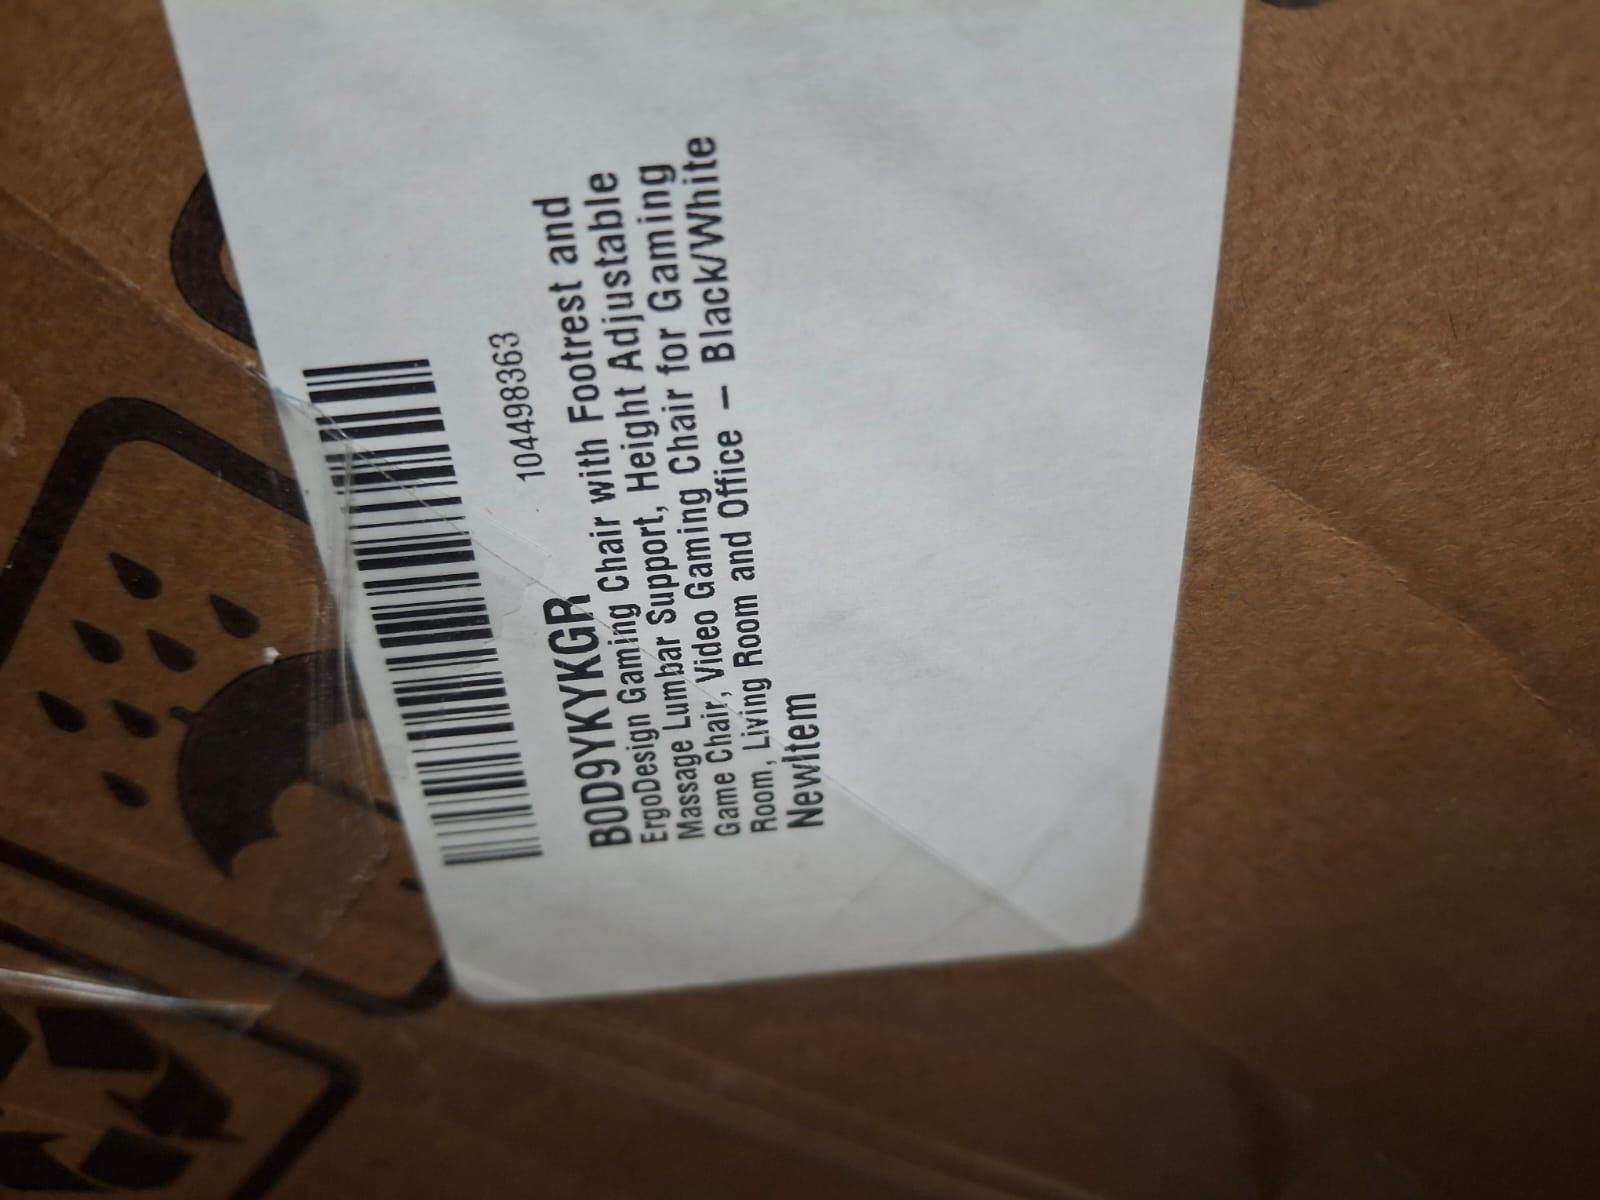 104498363
B0D9YKYKGR
ErgoDesign Gaming Chair with Footrest and
Massage Lumbar Support, Height Adjustable
Game Chair, Video Gaming Chair for Gaming
Room, Living Room and Office – Black/White
NewItem